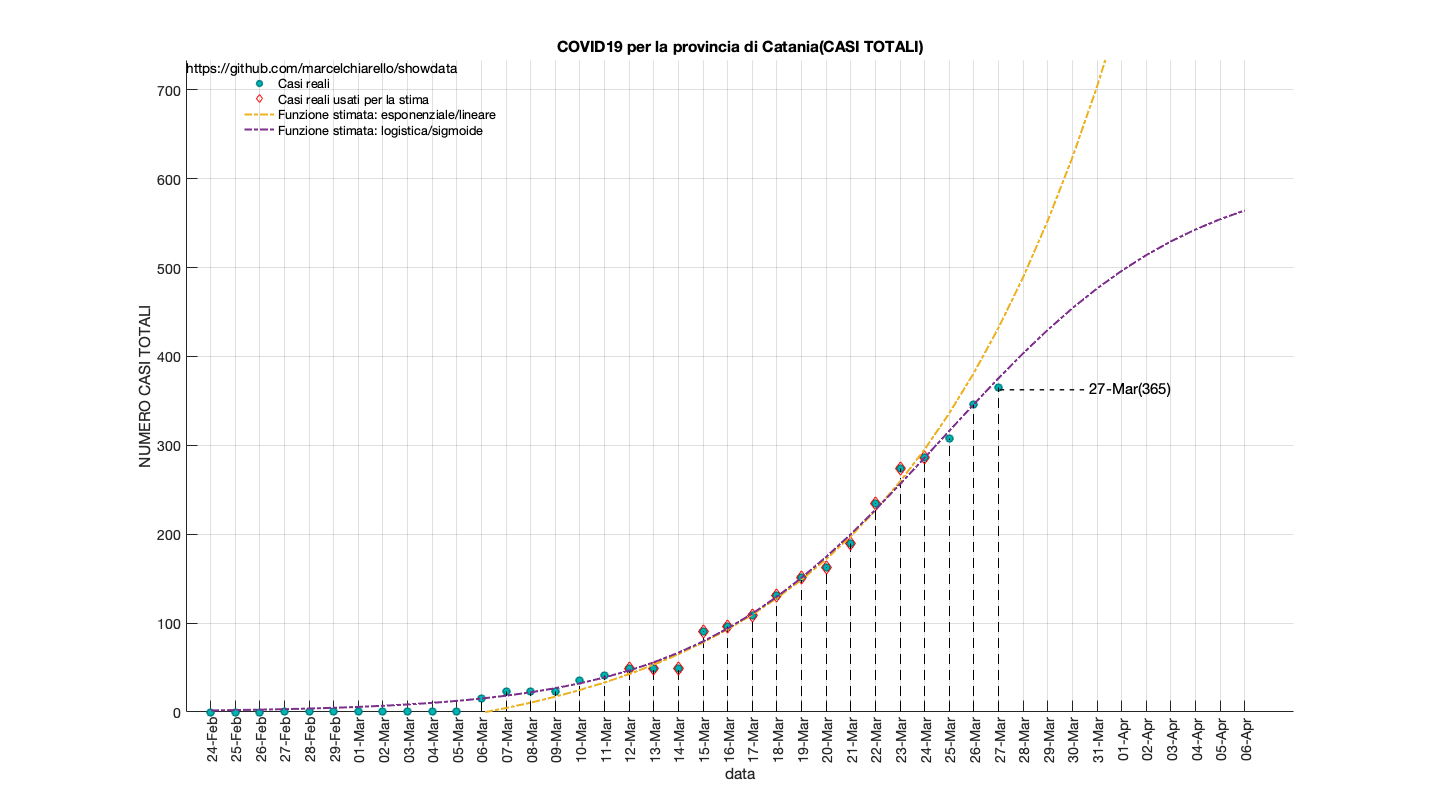 COVID19 per la provincia di Catania(CASI TOTALI)
https://github.com/marcelchiarello/showdata
Casi reali
Casi reali usati per la stima
Funzione stimata: esponenziale/lineare
Funzione stimata: logistica/sigmoide
NUMERO CASI TOTALI
700
600
500
400
300
200
100
0
27-Mar(365)
24-Feb
25-Feb
26-Feb
27-Feb
28-Feb
29-Feb
01-Mar
02-Mar
03-Mar
04-Mar
05-Mar
06-Mar
07-Mar
08-Mar
09-Mar
10-Mar
11-Mar
12-Mar
13-Mar
14-Mar
15-Mar
16-Mar
17-Mar
18-Mar
19-Mar
20-Mar
21-Mar
22-Mar
23-Mar
24-Mar
25-Mar
26-Mar
27-Mar
28-Mar
29-Mar
30-Mar
31-Mar
01-Apr
02-Apr
03-Apr
04-Apr
05-Apr
06-Apr
data